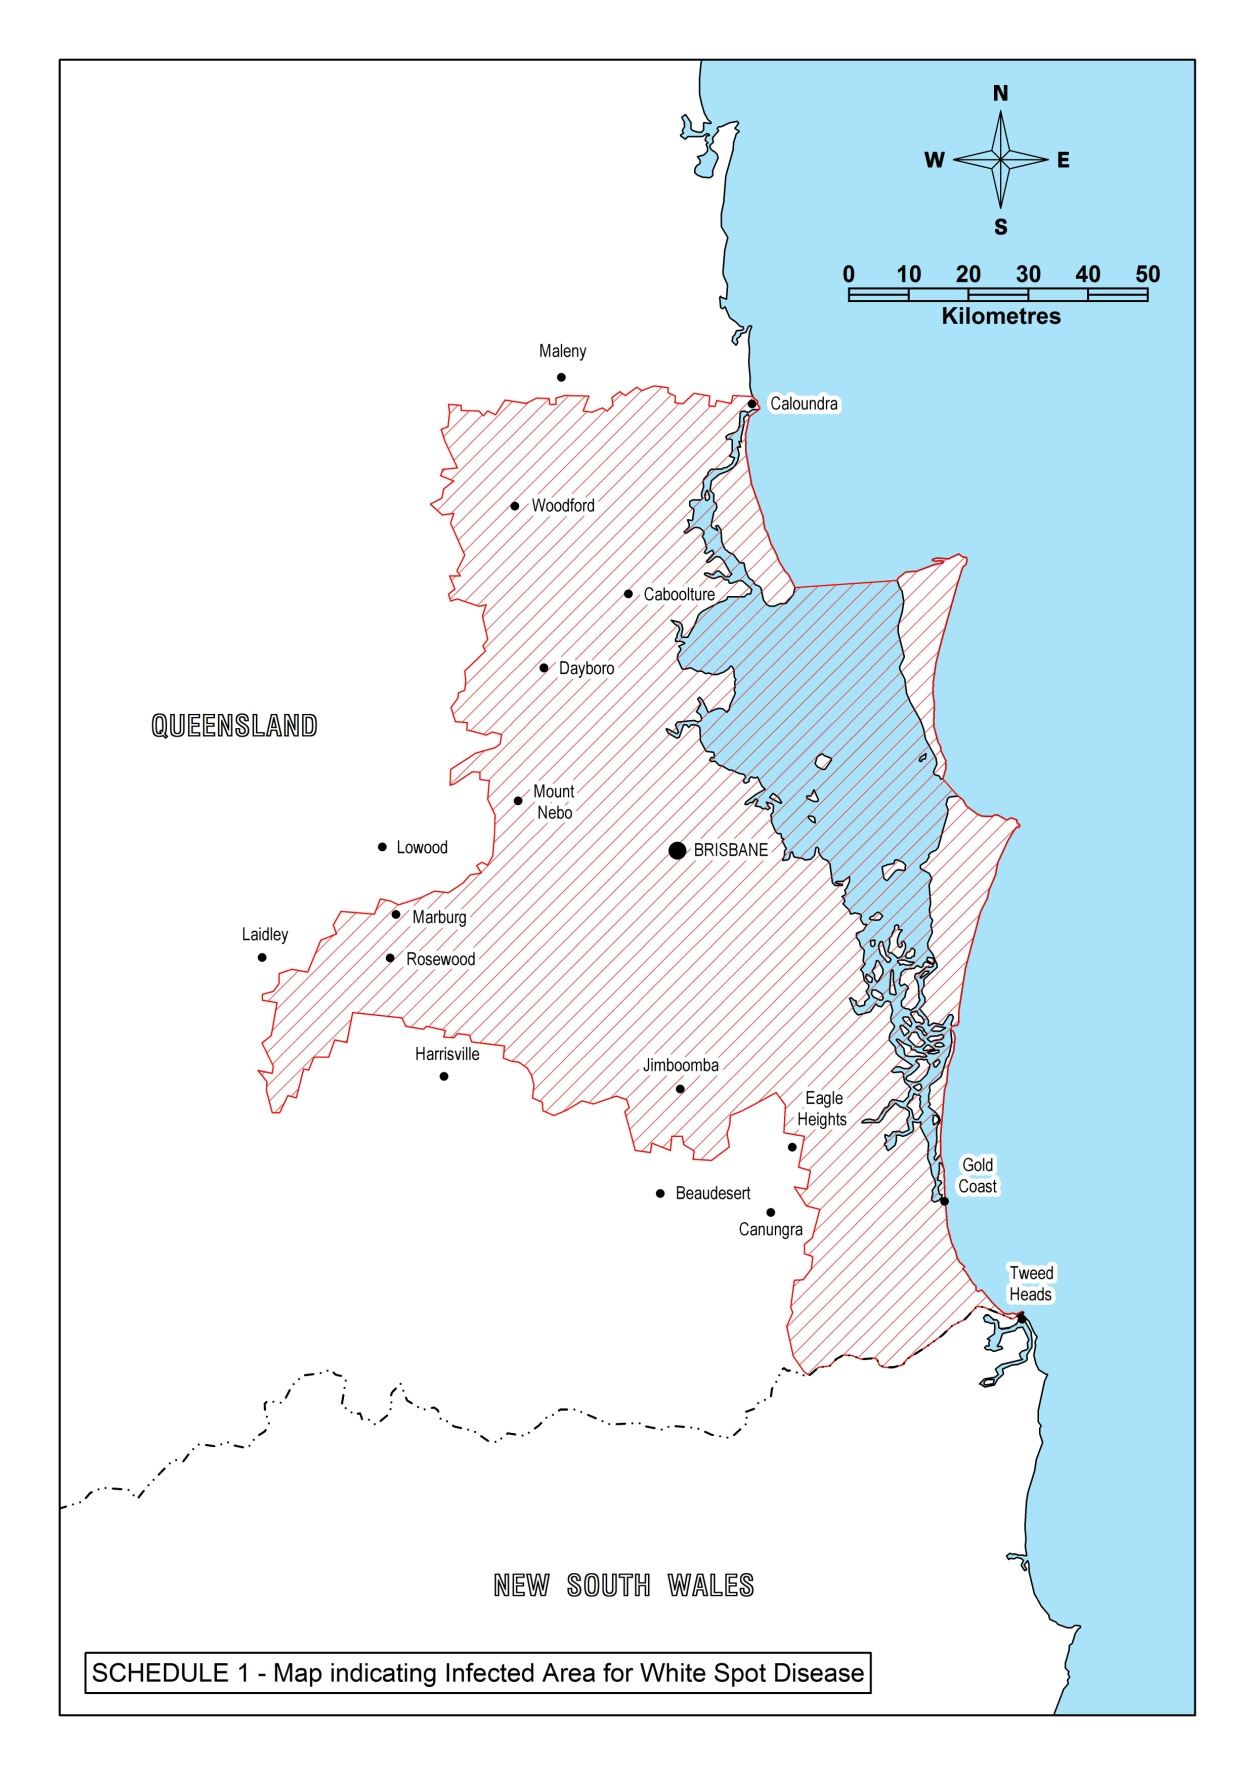 N
W E
S
0 10 20 30 40 50
Kilometres
Maleny
Caloundra
Woodford
Caboolture
Dayboro
QUEENSLAND
Mount
Nebo
Lowood
BRISBANE
Marburg
Laidley
Rosewood
Harrisville
Jimboomba
Eagle
Heights
Gold
Coast
Beaudesert
Canungra
Tweed
Heads
NEW SOUTH WALES
SCHEDULE 1 - Map indicating Infected Area for White Spot Disease